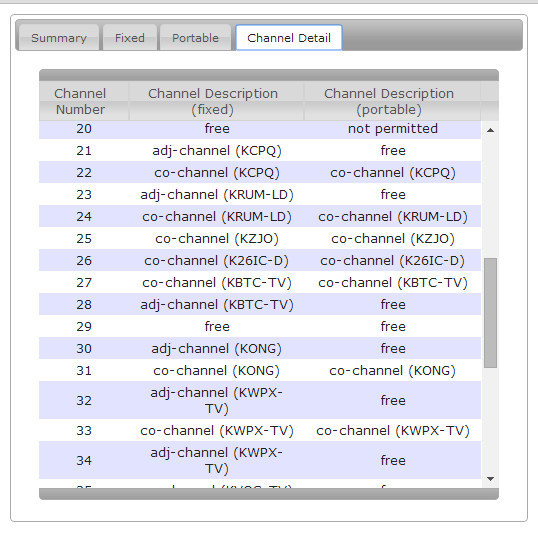 Summary Fixed Portable Channel Detail
Channel Number Channel Description (fixed) Channel Description (portable)
20 free not permitted
21 adj-channel (KCPQ) free
22 co-channel (KCPQ) co-channel (KCPQ)
23 adj-channel (KRUM-LD) free
24 co-channel (KRUM-LD) co-channel (KRUM-LD)
25 co-channel (KZJO) co-channel (KZJO)
26 co-channel (K26IC-D) co-channel (K26IC-D)
27 co-channel (KBTC-TV) co-channel (KBTC-TV)
28 adj-channel (KBTC-TV) free
29 free free
30 adj-channel (KONG) free
31 co-channel (KONG) co-channel (KONG)
32 adj-channel (KWPX-TV) free
33 co-channel (KWPX-TV) co-channel (KWPX-TV)
34 adj-channel (KWPX-TV) free